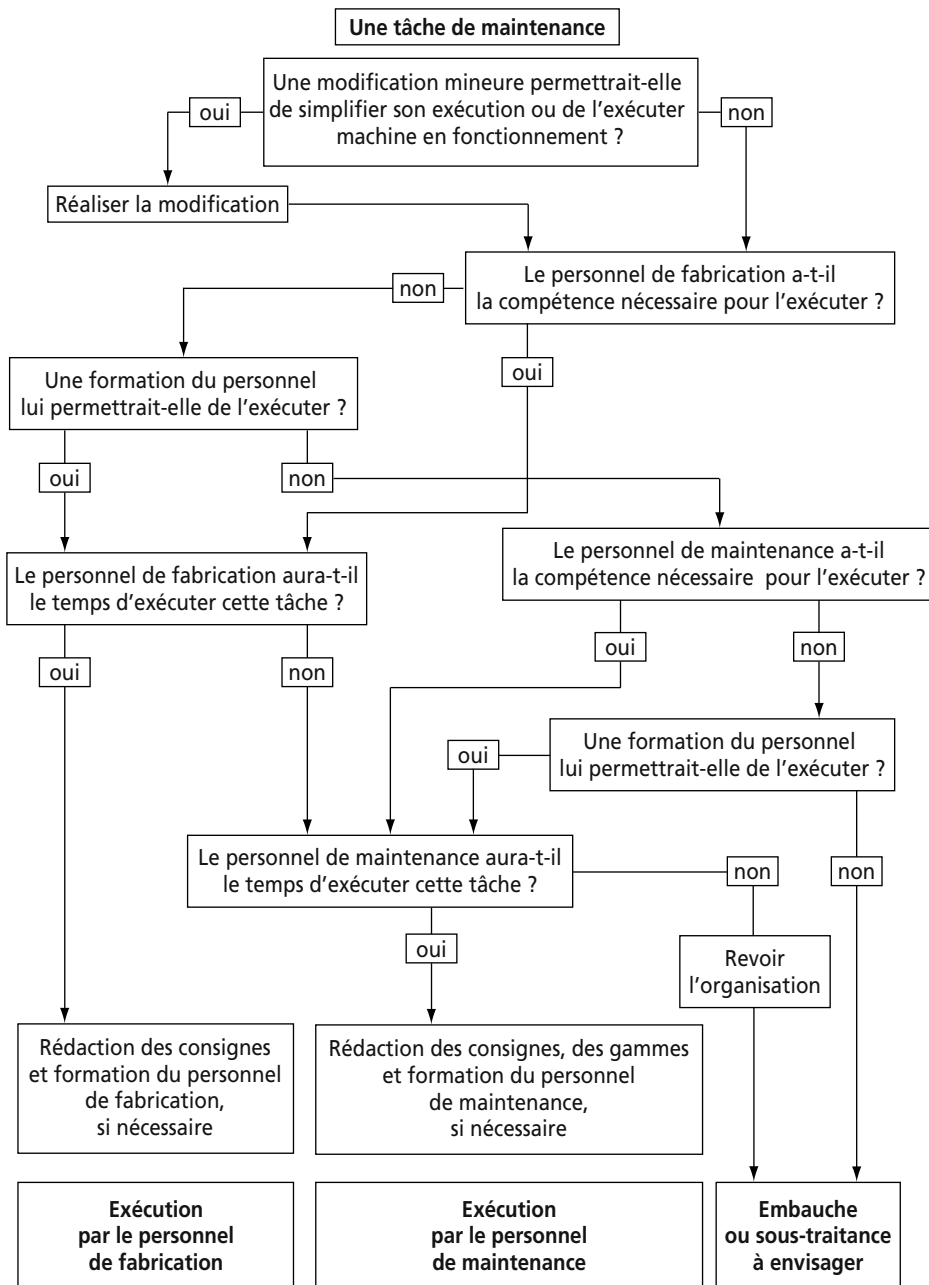 Une tâche de maintenance
Une modification mineure permettrait-elle
de simplifier son exécution ou de l'exécuter
machine en fonctionnement ?
oui
non
Réaliser la modification
Le personnel de fabrication a-t-il
la compétence nécessaire pour l'exécuter ?
non
oui
Une formation du personnel
lui permettrait-elle de l'exécuter ?
oui
non
Le personnel de fabrication aura-t-il
le temps d'exécuter cette tâche ?
Le personnel de maintenance a-t-il
la compétence nécessaire pour l'exécuter ?
oui
non
oui
non
Une formation du personnel
lui permettrait-elle de l'exécuter ?
oui
Le personnel de maintenance aura-t-il
le temps d'exécuter cette tâche ?
non
non
oui
Revoir
l'organisation
Rédaction des consignes
et formation du personnel
de fabrication,
si nécessaire
Rédaction des consignes, des gammes
et formation du personnel
de maintenance,
si nécessaire
Exécution
par le personnel
de fabrication
Exécution
par le personnel
de maintenance
Embauche
ou sous-traitance
à envisager